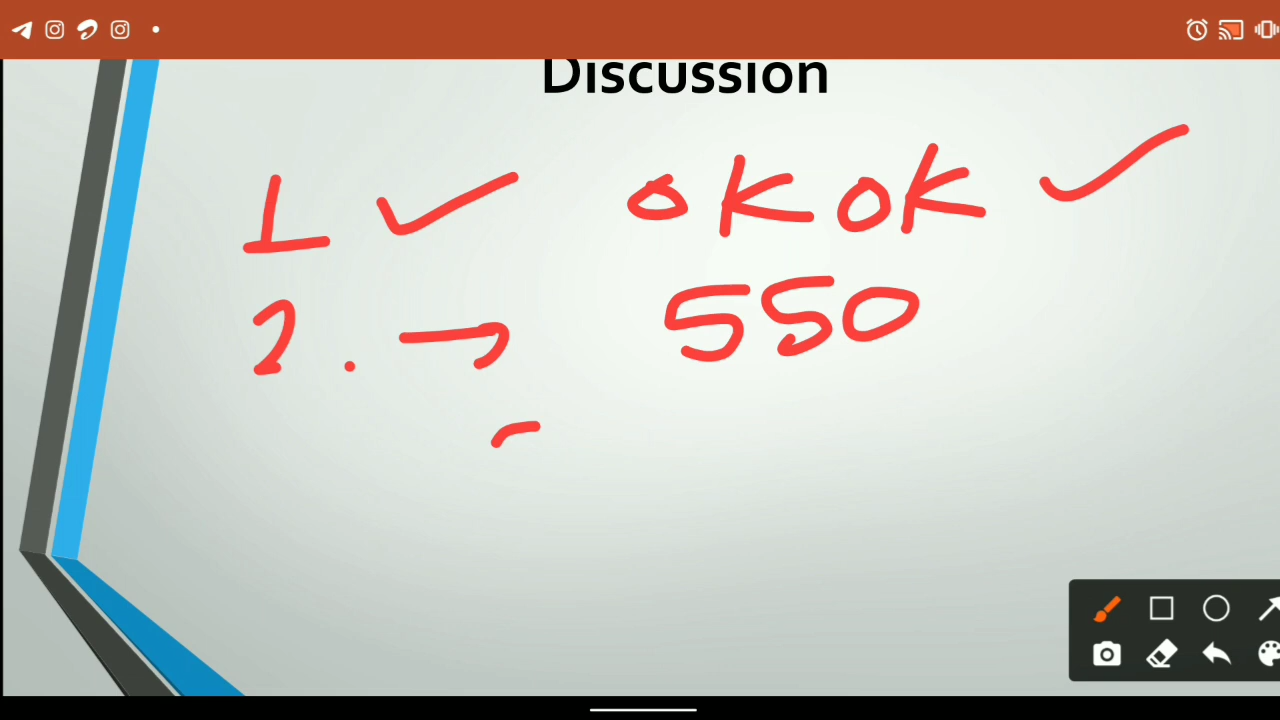 Discussion
1 ✓ okok ✓
2. → 550